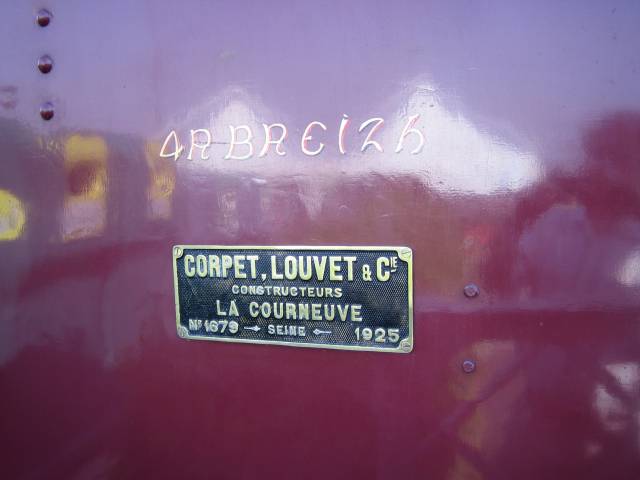 AR BREIZh
CORPET, LOUVET & CIE
CONSTRUCTEURS
LA COURNEUVE
No 1679 SEINE 1925